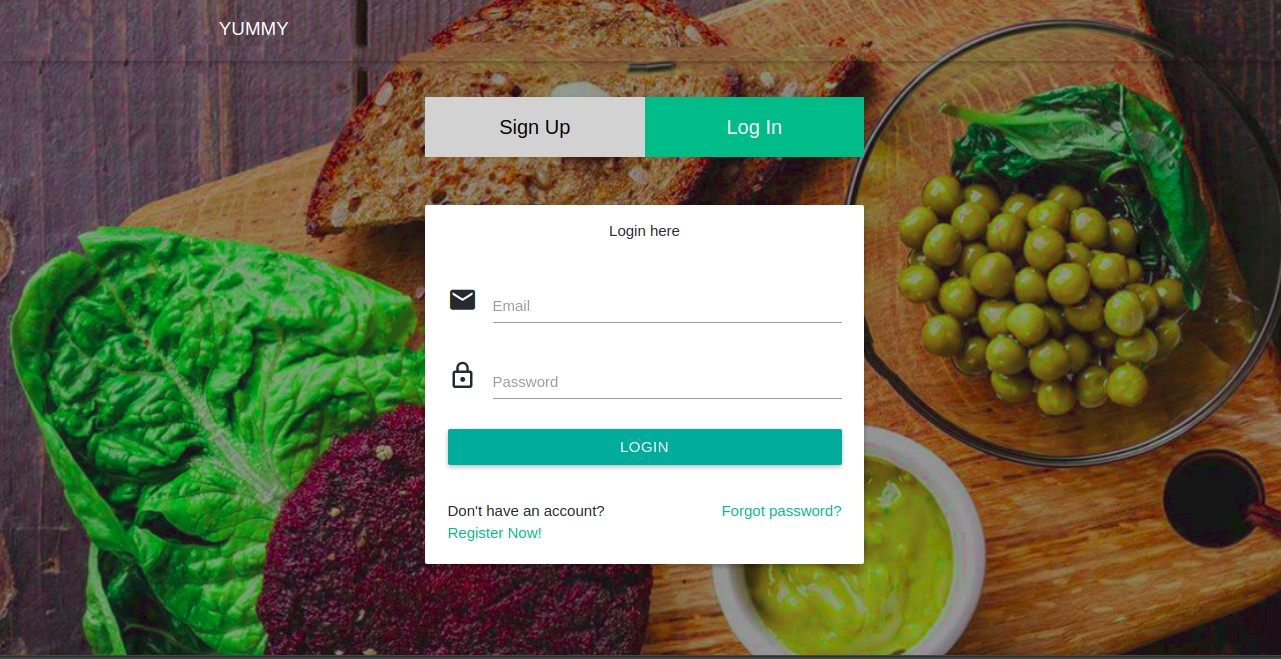 YUMMY
Sign Up
Log In
Login here
Email
Password
LOGIN
Don't have an account?
Forgot password?
Register Now!